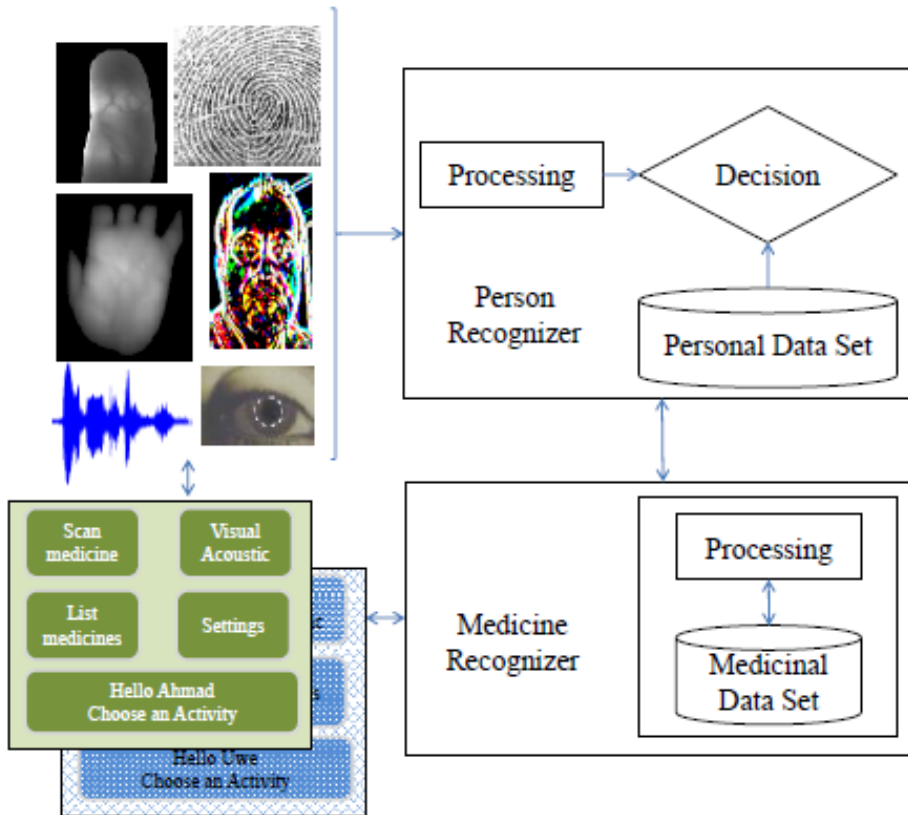 Processing
Decision
Person
Recognizer
Personal Data Set
Scan
medicine
Visual
Acoustic
List
medicines
Settings
Hello Ahmad
Choose an Activity
Hello Uwe
Choose an Activity
Medicine
Recognizer
Processing
Medicinal
Data Set